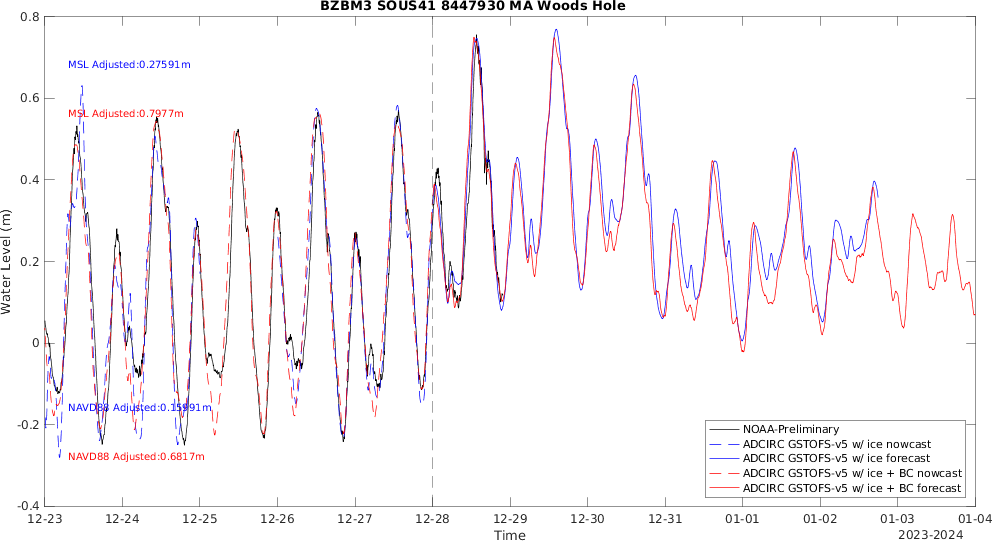 BZBM3 SOUS41 8447930 MA Woods Hole
0.8
0.6
0.4
0.2
0
-0.2
-0.4
Water Level (m)
MSL Adjusted:0.27591m
MSL Adjusted:0.7977m
NAVD88 Adjusted:0.15991m
NAVD88 Adjusted:0.6817m
NOAA-Preliminary
ADCIRC GSTOFS-v5 w/ ice nowcast
ADCIRC GSTOFS-v5 w/ ice forecast
ADCIRC GSTOFS-v5 w/ ice + BC nowcast
ADCIRC GSTOFS-v5 w/ ice + BC forecast
12-23 12-24 12-25 12-26 12-27 12-28 12-29 12-30 12-31 01-01 01-02 01-03 01-04
Time
2023-2024